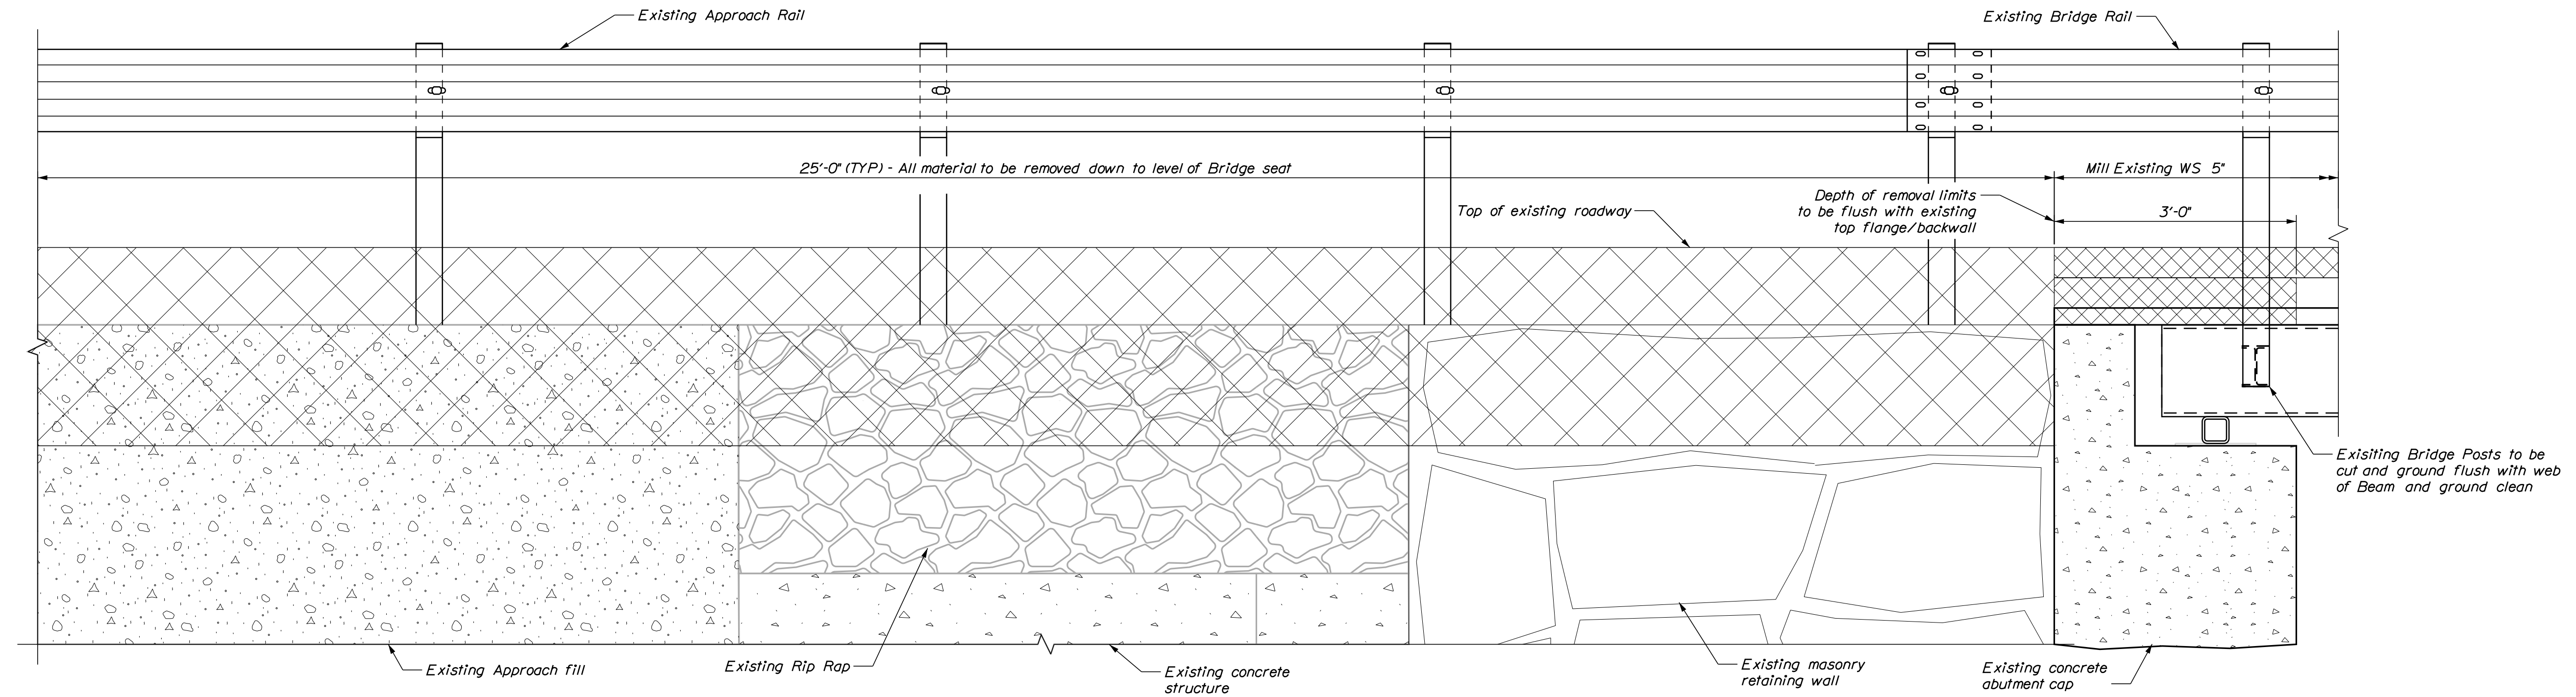 Existing Approach Rail
Existing Bridge Rail
25'-0" (TYP) - All material to be removed down to level of Bridge seat
Mill Existing WS 5"
Depth of removal limits
to be flush with existing
top flange/backwall
Top of existing roadway
3'-0"
Exisiting Bridge Posts to be
cut and ground flush with web
of Beam and ground clean
Existing Approach fill
Existing Rip Rap
Existing concrete
structure
Existing masonry
retaining wall
Existing concrete
abutment cap